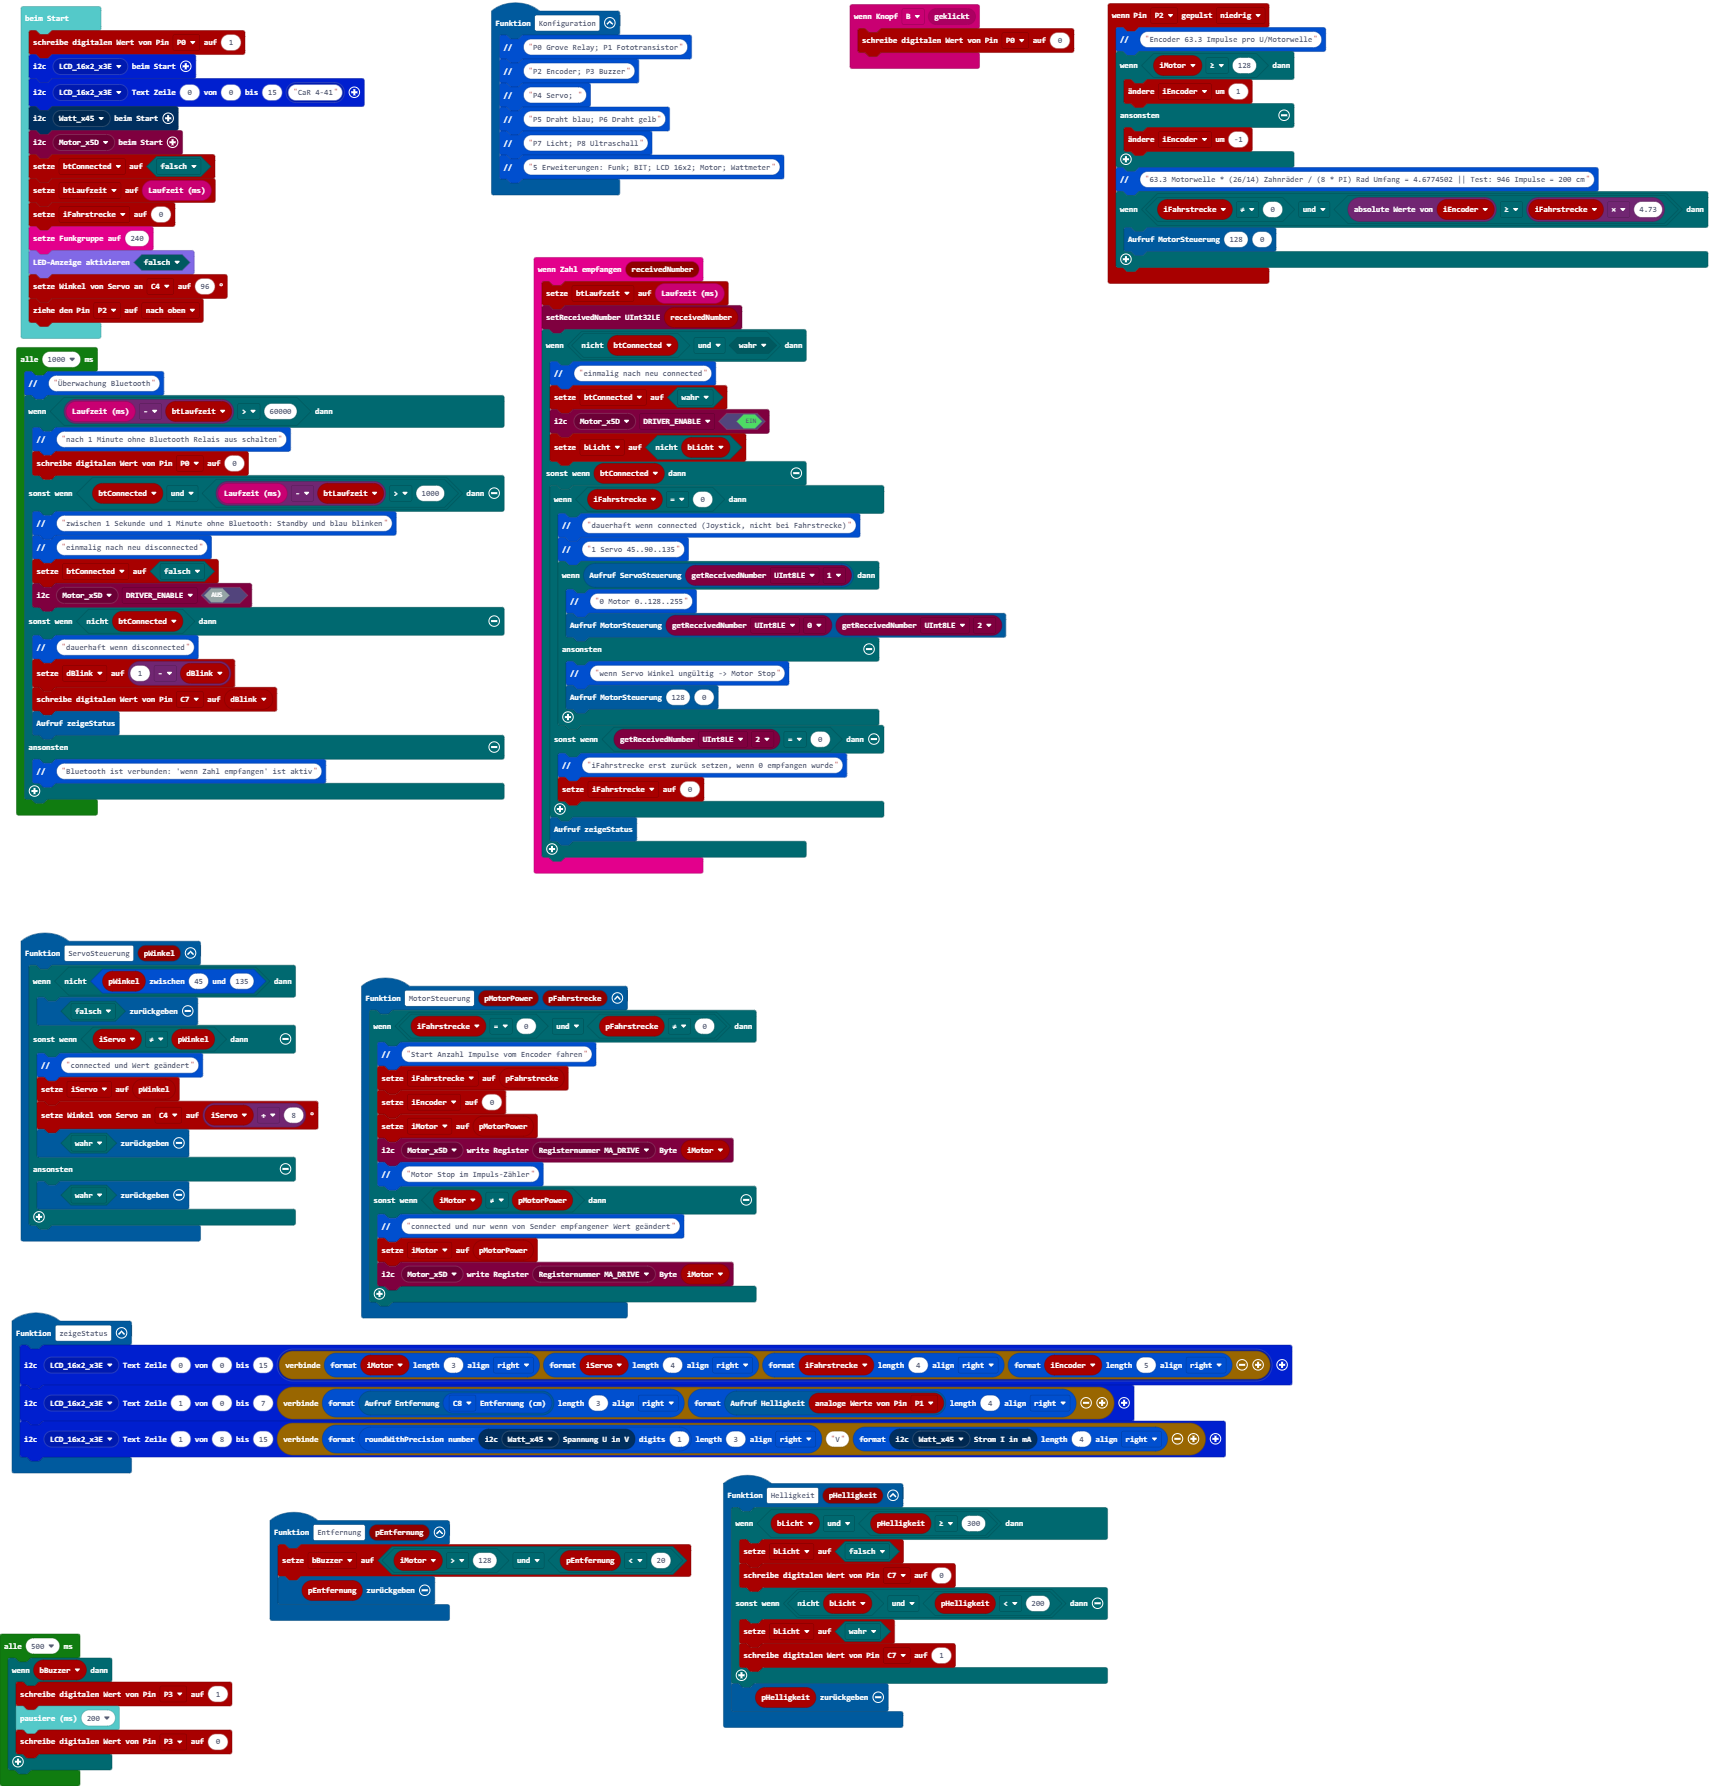 beim Start
schreibe digitalen Wert von Pin P0 auf 1
i2c LCD_16x2_x3E beim Start
i2c LCD_16x2_x3E Text Zeile 0 von 0 bis 15 "CaR 4-41"
i2c Watt_x45 beim Start
i2c Motor_x5D beim Start
setze btConnected auf falsch
setze btLaufzeit auf Laufzeit (ms)
setze iFahrstrecke auf 0
setze Funkgruppe auf 240
LED-Anzeige aktivieren falsch
setze Winkel von Servo an C4 auf 96 °
ziehe den Pin P2 auf nach oben
alle 1000 ms
// "Überwachung Bluetooth"
wenn Laufzeit (ms) - btLaufzeit > 60000 dann
// "nach 1 Minute ohne Bluetooth Relais aus schalten"
schreibe digitalen Wert von Pin P0 auf 0
sonst wenn btConnected und Laufzeit (ms) - btLaufzeit > 1000 dann
// "zwischen 1 Sekunde und 1 Minute ohne Bluetooth: Standby und blau blinken"
// "einmalig nach neu disconnected"
setze btConnected auf falsch
i2c Motor_x5D DRIVER_ENABLE AUS
sonst wenn nicht btConnected dann
// "dauerhaft wenn disconnected"
setze dBlink auf 1 - dBlink
schreibe digitalen Wert von Pin C7 auf dBlink
Aufruf zeigeStatus
ansonsten
// "Bluetooth ist verbunden: 'wenn Zahl empfangen' ist aktiv"
Funktion Konfiguration
// "P0 Grove Relay; P1 Fototransistor"
// "P2 Encoder; P3 Buzzer"
// "P4 Servo; "
// "P5 Draht blau; P6 Draht gelb"
// "P7 Licht; P8 Ultraschall"
// "5 Erweiterungen: Funk; BIT; LCD 16x2; Motor; Wattmeter"
wenn Knopf B geklickt
schreibe digitalen Wert von Pin P0 auf 0
wenn Pin P2 gepulst niedrig
// "Encoder 63.3 Impulse pro U/Motorwelle"
wenn iMotor ≥ 128 dann
ändere iEncoder um 1
ansonsten
ändere iEncoder um -1
// "63.3 Motorwelle * (26/14) Zahnräder / (8 * PI) Rad Umfang = 4.6774502 || Test: 946 Impulse = 200 cm"
wenn iFahrstrecke ≠ 0 und absolute Werte von iEncoder ≥ iFahrstrecke × 4.73 dann
Aufruf MotorSteuerung 128 0
wenn Zahl empfangen receivedNumber
setze btLaufzeit auf Laufzeit (ms)
setReceivedNumber UInt32LE receivedNumber
wenn nicht btConnected und wahr dann
// "einmalig nach neu connected"
setze btConnected auf wahr
i2c Motor_x5D DRIVER_ENABLE EIN
setze bLicht auf nicht bLicht
sonst wenn btConnected dann
wenn iFahrstrecke = 0 dann
// "dauerhaft wenn connected (Joystick, nicht bei Fahrstrecke)"
// "1 Servo 45..90..135"
wenn Aufruf ServoSteuerung getReceivedNumber UInt8LE 1 dann
// "0 Motor 0..128..255"
Aufruf MotorSteuerung getReceivedNumber UInt8LE 0 getReceivedNumber UInt8LE 2
ansonsten
// "wenn Servo Winkel ungültig -> Motor Stop"
Aufruf MotorSteuerung 128 0
sonst wenn getReceivedNumber UInt8LE 2 = 0 dann
// "iFahrstrecke erst zurück setzen, wenn 0 empfangen wurde"
setze iFahrstrecke auf 0
Aufruf zeigeStatus
Funktion ServoSteuerung pWinkel
wenn nicht pWinkel zwischen 45 und 135 dann
falsch zurückgeben
sonst wenn iServo ≠ pWinkel dann
// "connected und Wert geändert"
setze iServo auf pWinkel
setze Winkel von Servo an C4 auf iServo + 8 °
wahr zurückgeben
ansonsten
wahr zurückgeben
Funktion MotorSteuerung pMotorPower pFahrstrecke
wenn iFahrstrecke = 0 und pFahrstrecke ≠ 0 dann
// "Start Anzahl Impulse vom Encoder fahren"
setze iFahrstrecke auf pFahrstrecke
setze iEncoder auf 0
setze iMotor auf pMotorPower
i2c Motor_x5D write Register Registernummer MA_DRIVE Byte iMotor
// "Motor Stop im Impuls-Zähler"
sonst wenn iMotor ≠ pMotorPower dann
// "connected und nur wenn von Sender empfangener Wert geändert"
setze iMotor auf pMotorPower
i2c Motor_x5D write Register Registernummer MA_DRIVE Byte iMotor
Funktion zeigeStatus
i2c LCD_16x2_x3E Text Zeile 0 von 0 bis 15 verbinde format iMotor length 3 align right format iServo length 4 align right format iFahrstrecke length 4 align right format iEncoder length 5 align right
i2c LCD_16x2_x3E Text Zeile 1 von 0 bis 7 verbinde format Aufruf Entfernung C8 Entfernung (cm) length 3 align right format Aufruf Helligkeit analoge Werte von Pin P1 length 4 align right
i2c LCD_16x2_x3E Text Zeile 1 von 8 bis 15 verbinde format roundWithPrecision number i2c Watt_x45 Spannung U in V digits 1 length 3 align right "V" format i2c Watt_x45 Strom I in mA length 4 align right
Funktion Entfernung pEntfernung
setze bBuzzer auf iMotor > 128 und pEntfernung < 20
pEntfernung zurückgeben
Funktion Helligkeit pHelligkeit
wenn bLicht und pHelligkeit ≥ 300 dann
setze bLicht auf falsch
schreibe digitalen Wert von Pin C7 auf 0
sonst wenn nicht bLicht und pHelligkeit < 200 dann
setze bLicht auf wahr
schreibe digitalen Wert von Pin C7 auf 1
pHelligkeit zurückgeben
alle 500 ms
wenn bBuzzer dann
schreibe digitalen Wert von Pin P3 auf 1
pausiere (ms) 200
schreibe digitalen Wert von Pin P3 auf 0